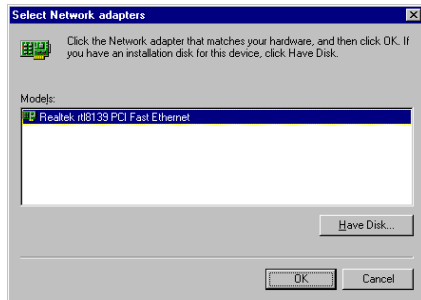 Select Network adapters
Click the Network adapter that matches your hardware, and then click OK. If
you have an installation disk for this device, click Have Disk.
Models:
Realtek rtl8139 PCI Fast Ethernet
Have Disk...
OK
Cancel